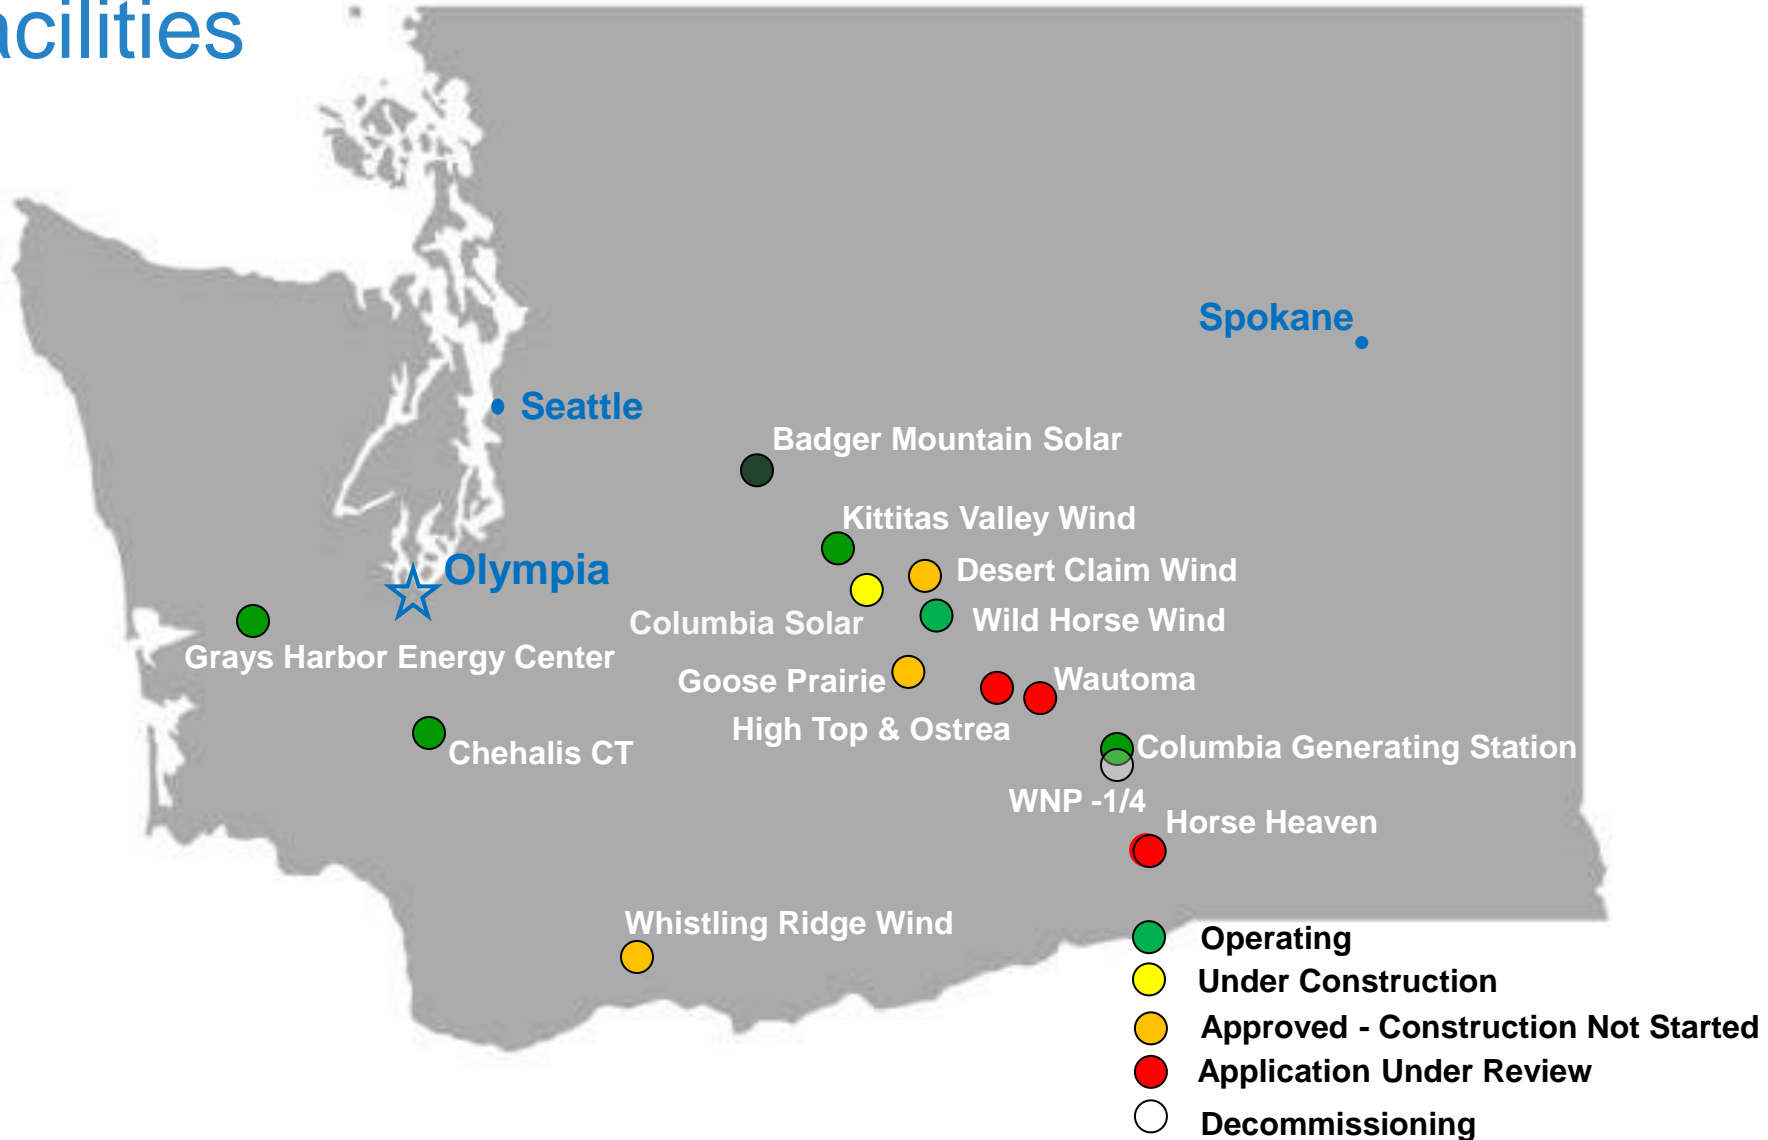 acilities
Spokane
Seattle
Badger Mountain Solar
Kittitas Valley Wind
Olympia
Desert Claim Wind
Columbia Solar
Wild Horse Wind
Grays Harbor Energy Center
Goose Prairie
Wautoma
High Top & Ostrea
Chehalis CT
Columbia Generating Station
WNP -1/4
Horse Heaven
Whistling Ridge Wind
Operating
Under Construction
Approved - Construction Not Started
Application Under Review
Decommissioning